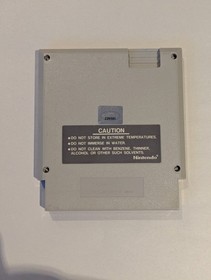 JAPAN
CAUTION
●DO NOT STORE IN EXTREME TEMPERATURES.
●DO NOT IMMERSE IN WATER.
●DO NOT CLEAN WITH BENZENE, THINNER,
ALCOHOL OR OTHER SUCH SOLVENTS.
Nintendo®